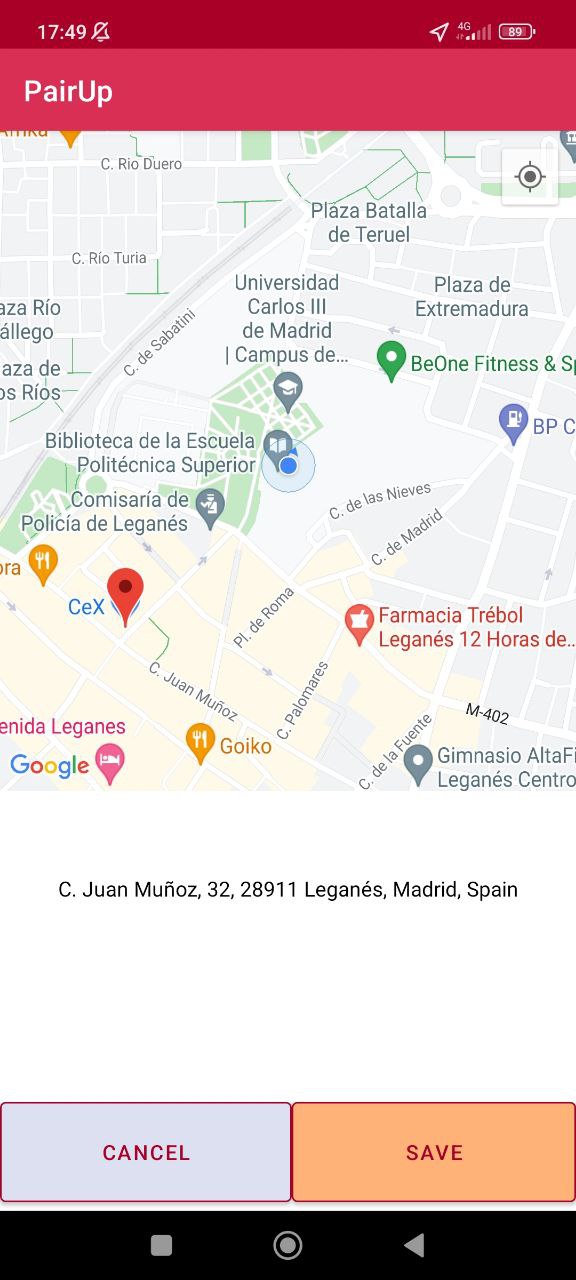 17:49
4G
89
PairUp
C. Rio Duero
Plaza Batalla
de Teruel
C. Río Turia
Universidad
Carlos III
de Madrid
| Campus de...
Plaza de
Extremadura
aza Río
állego
C. de Sabatini
BeOne Fitness & Sp
aza de
os Ríos
BP C
Biblioteca de la Escuela
Politécnica Superior
Comisaría de
Policía de Leganés
C. de las Nieves
C. de Madrid
ora
CeX
Pl. de Roma
Farmacia Trébol
Leganés 12 Horas de...
C. Juan Muñoz
C. Palomares
M-402
enida Leganes
Goiko
C. de la Fuente
Google
Gimnasio AltaFi
Leganés Centro
C. Juan Muñoz, 32, 28911 Leganés, Madrid, Spain
CANCEL
SAVE